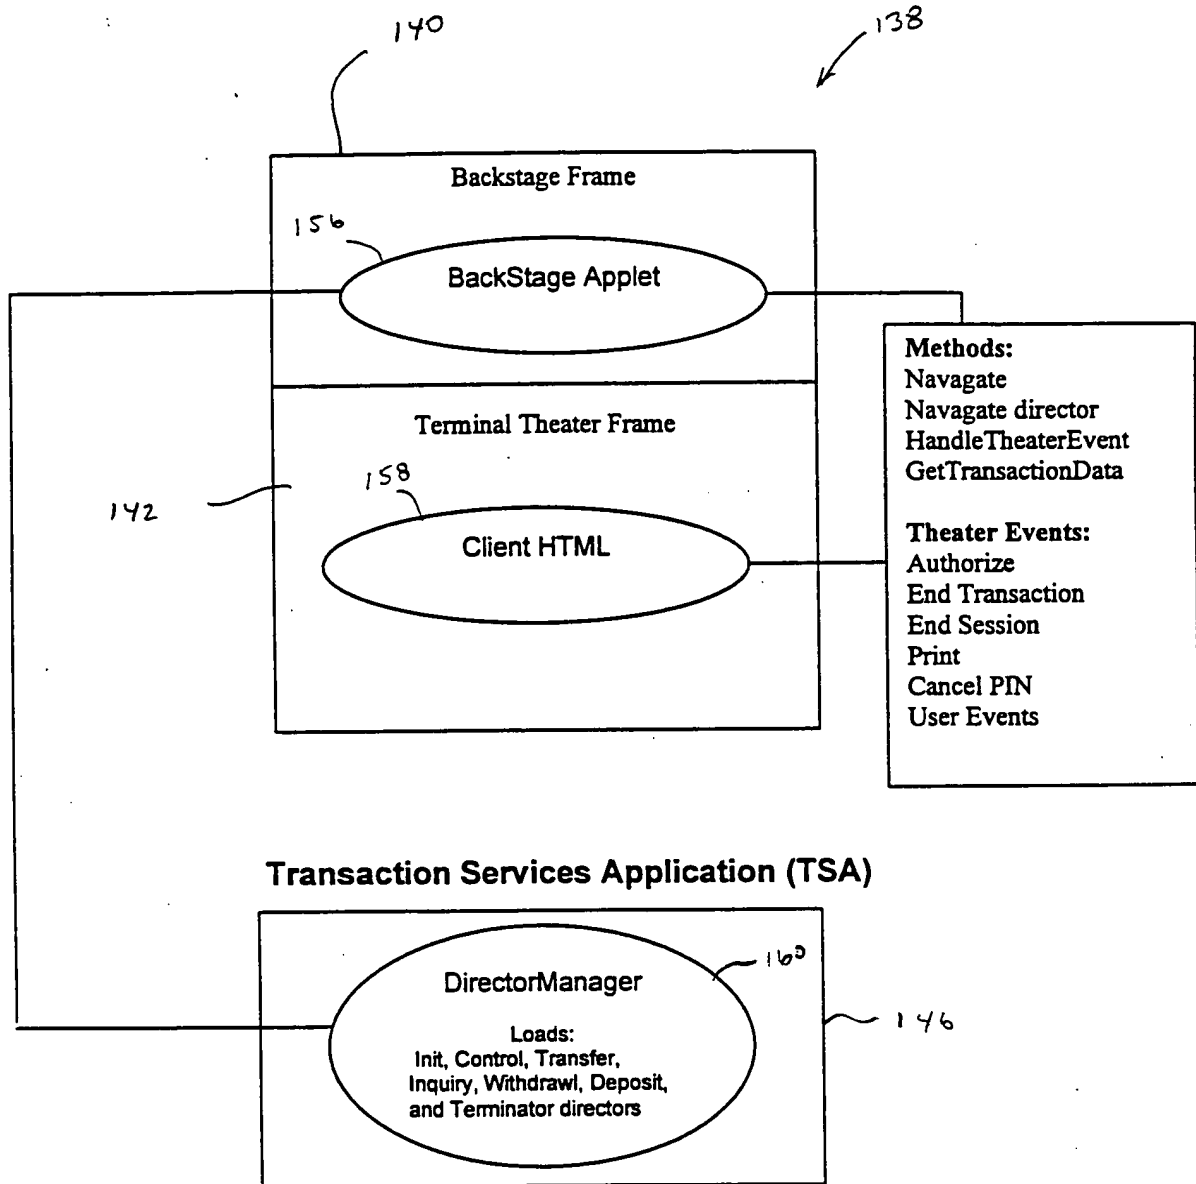 140
138
Backstage Frame
156
BackStage Applet
Methods:
Navagate
Navagate director
HandleTheaterEvent
GetTransactionData
Theater Events:
Authorize
End Transaction
End Session
Print
Cancel PIN
User Events
Terminal Theater Frame
158
142
Client HTML
Transaction Services Application (TSA)
160
DirectorManager
146
Loads:
Init, Control, Transfer,
Inquiry, Withdrawl, Deposit,
and Terminator directors